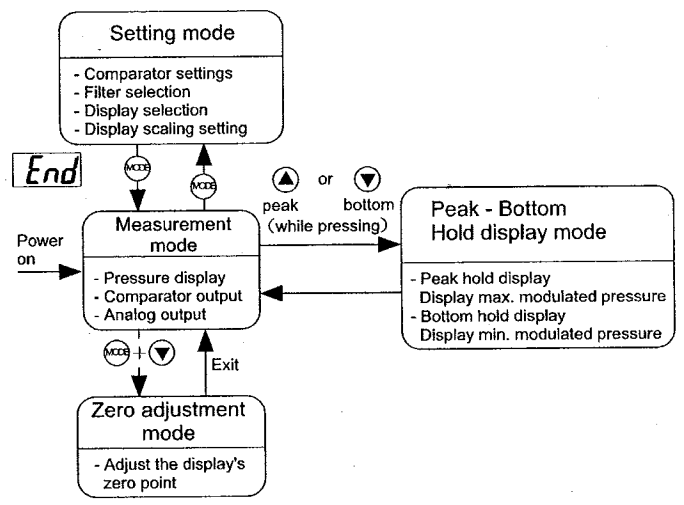 Setting mode
- Comparator settings
- Filter selection
- Display selection
- Display scaling setting
End
MODE
MODE
or
peak
bottom
(while pressing)
Power
on
Measurement
mode
- Pressure display
- Comparator output
- Analog output
Peak - Bottom
Hold display mode
- Peak hold display
Display max. modulated pressure
- Bottom hold display
Display min. modulated pressure
MODE +
Exit
Zero adjustment
mode
- Adjust the display's
zero point